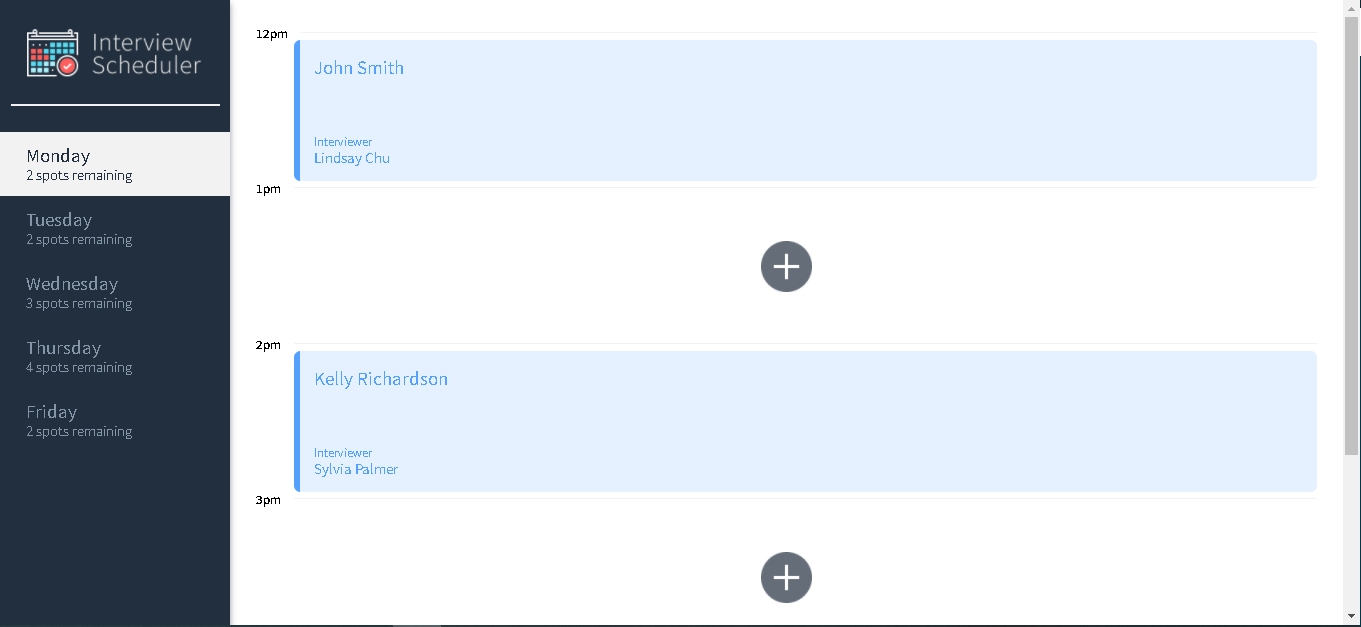 Interview
Scheduler
Monday
2 spots remaining
Tuesday
2 spots remaining
Wednesday
3 spots remaining
Thursday
4 spots remaining
Friday
2 spots remaining
12pm
John Smith
Interviewer
Lindsay Chu
1pm
2pm
Kelly Richardson
Interviewer
Sylvia Palmer
3pm